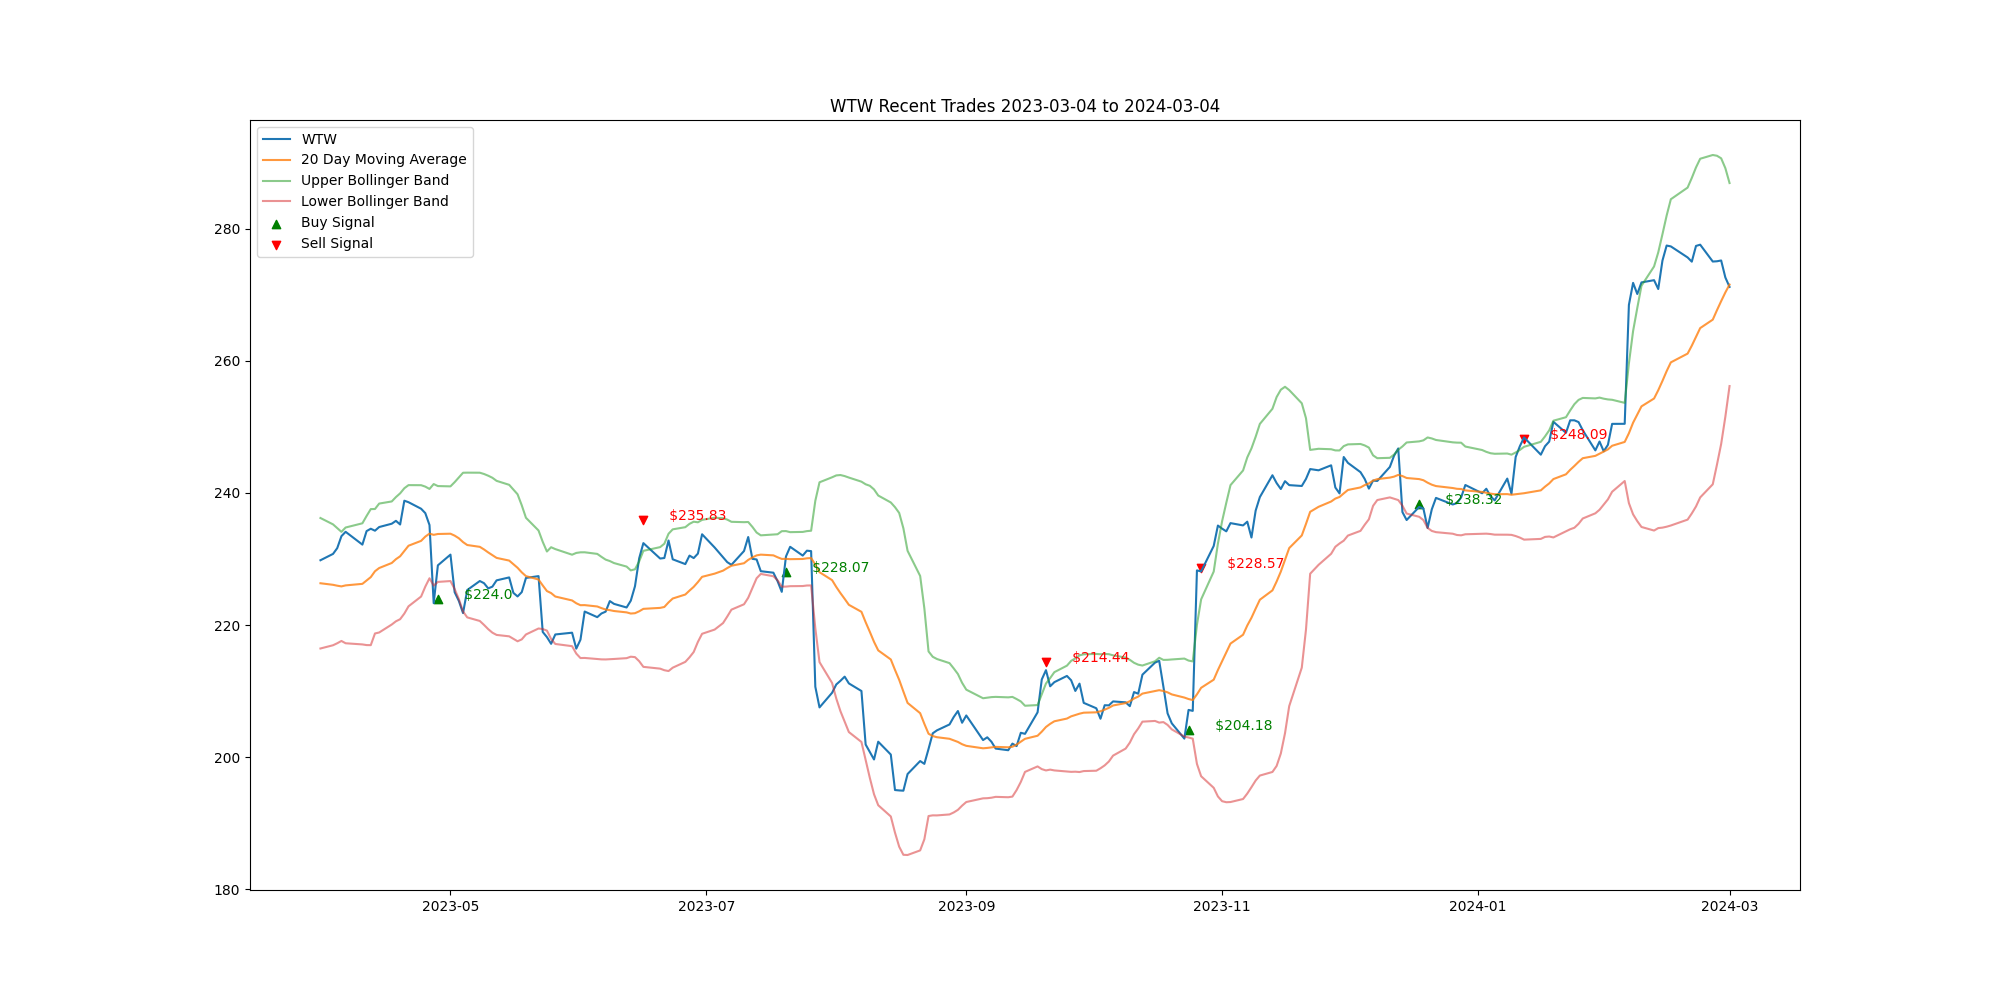 WTW Recent Trades 2023-03-04 to 2024-03-04
WTW
20 Day Moving Average
Upper Bollinger Band
Lower Bollinger Band
Buy Signal
Sell Signal
280
260
240
220
200
180
$224.0
$235.83
$228.07
$214.44
$204.18
$228.57
$238.32
$248.09
2023-05
2023-07
2023-09
2023-11
2024-01
2024-03